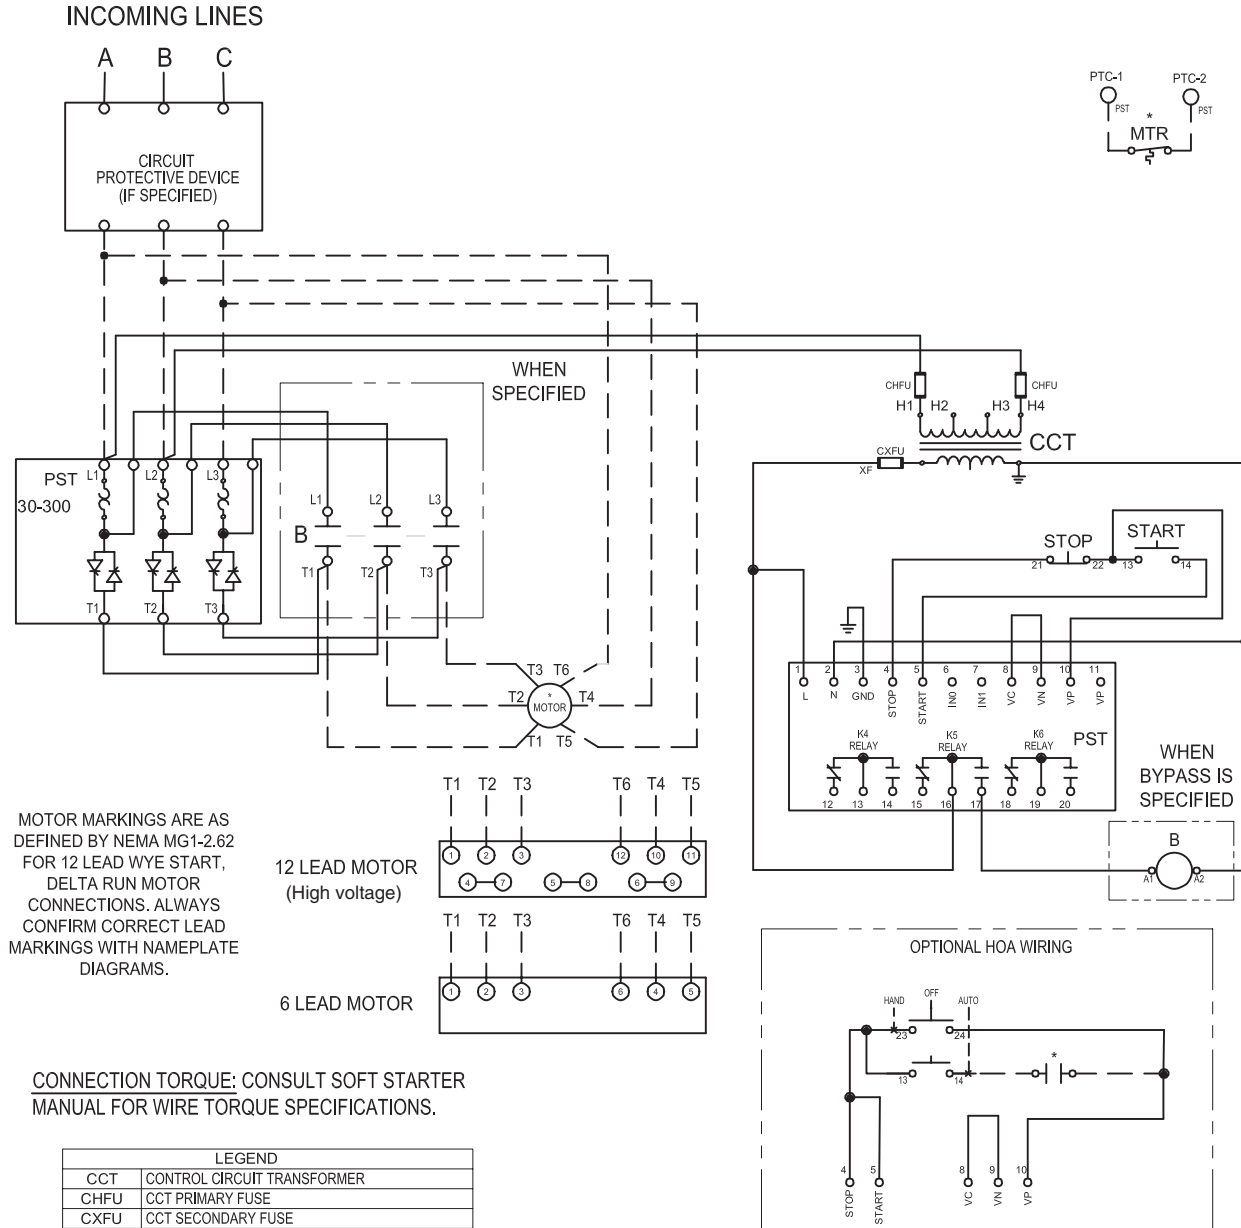 INCOMING LINES
A B C
CIRCUIT
PROTECTIVE DEVICE
(IF SPECIFIED)
PTC-1 PTC-2
PST PST
*
MTR
WHEN
SPECIFIED
CHFU CHFU
H1 H2 H3 H4
CCT
CXFU
XF
PST
30-300
L1 L2 L3
L1 L2 L3
B
T1 T2 T3
T1 T2 T3
STOP START
21 22 13 14
1 2 3 4 5 6 7 8 9 10 11
L N GND STOP START IN0 IN1 VC VN VP VP
PST
K4
RELAY
K5
RELAY
K6
RELAY
12 13 14 15 16 17 18 19 20
T3 T6
T2 * T4
MOTOR
T1 T5
WHEN
BYPASS IS
SPECIFIED
B
A1 A2
MOTOR MARKINGS ARE AS
DEFINED BY NEMA MG1-2.62
FOR 12 LEAD WYE START,
DELTA RUN MOTOR
CONNECTIONS. ALWAYS
CONFIRM CORRECT LEAD
MARKINGS WITH NAMEPLATE
DIAGRAMS.
T1 T2 T3 T6 T4 T5
12 LEAD MOTOR
(High voltage)
1 2 3 12 10 11
4 7 5 8 6 9
T1 T2 T3 T6 T4 T5
6 LEAD MOTOR
1 2 3 6 4 5
OPTIONAL HOA WIRING
HAND OFF AUTO
23 24
13 14
*
4 5 8 9 10
STOP START VC VN VP
CONNECTION TORQUE: CONSULT SOFT STARTER
MANUAL FOR WIRE TORQUE SPECIFICATIONS.
LEGEND
CCT CONTROL CIRCUIT TRANSFORMER
CHFU CCT PRIMARY FUSE
CXFU CCT SECONDARY FUSE